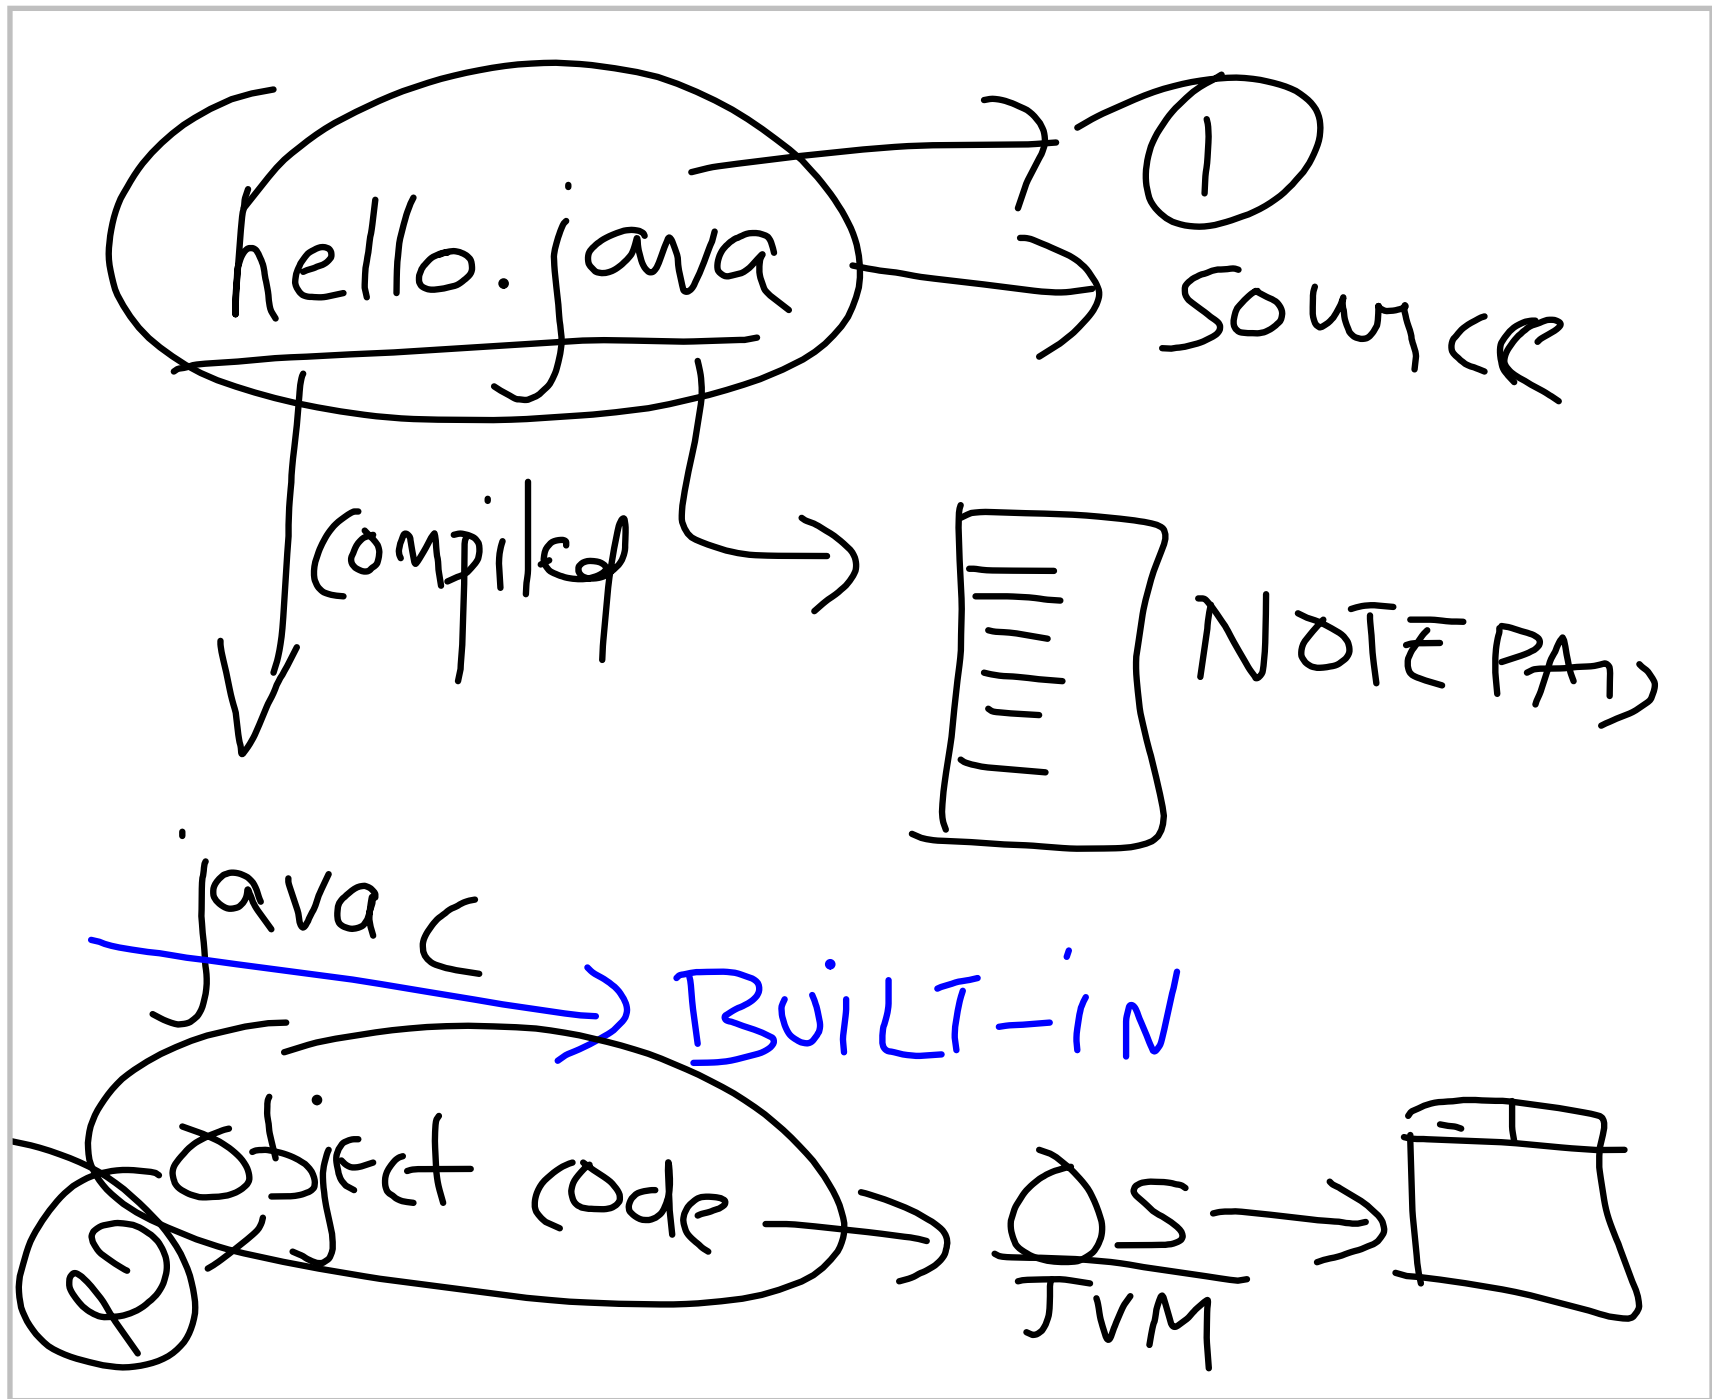 hello.java
1
source
compiled
NOTEPAD
javac
BUiLT-iN
2
object code
OS
JVM